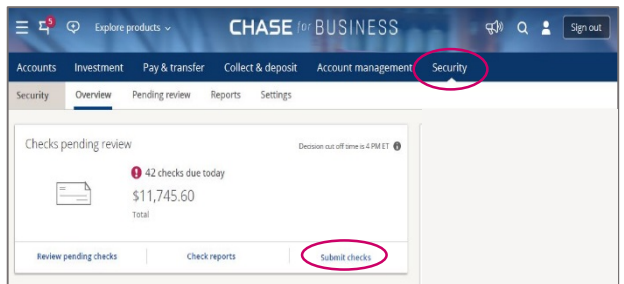 5 Explore products CHASE for BUSINESS Sign out
Accounts Investment Pay & transfer Collect & deposit Account management Security
Security Overview Pending review Reports Settings
Checks pending review Decision cut off time is 4 PM ET
42 checks due today
$11,745.60
Total
Review pending checks Check reports Submit checks